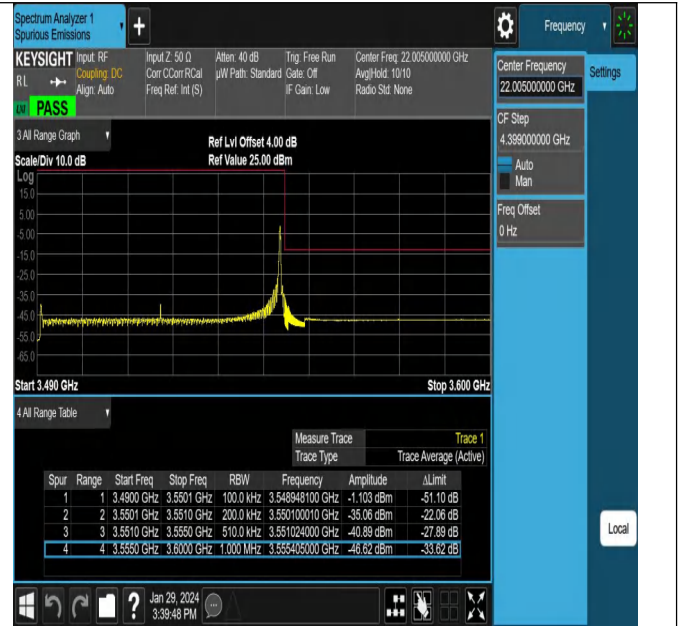 Spectrum Analyzer 1
Spurious Emissions
Frequency
KEYSIGHT
RL
LNI PASS
Input: RF
Coupling: DC
Align: Auto
Input Z: 50 Ω
Corr CCorr RCal
Freq Ref: Int (S)
Atten: 40 dB
µW Path: Standard
Trig: Free Run
Gate: Off
IF Gain: Low
Center Freq: 22.005000000 GHz
Avg|Hold: 10/10
Radio Std: None
Center Frequency
22.005000000 GHz
Settings
CF Step
4.399000000 GHz
Auto
Man
Freq Offset
0 Hz
3 All Range Graph
Scale/Div 10.0 dB
Ref Lvl Offset 4.00 dB
Ref Value 25.00 dBm
Log
15.0
5.00
-5.00
-15.0
-25.0
-35.0
-45.0
-55.0
-65.0
Start 3.490 GHz
Stop 3.600 GHz
4 All Range Table
Measure Trace Trace 1
Trace Type Trace Average (Active)
Spur Range Start Freq Stop Freq RBW Frequency Amplitude ΔLimit
1 1 3.4900 GHz 3.5501 GHz 100.0 kHz 3.548948100 GHz -1.103 dBm -51.10 dB
2 2 3.5501 GHz 3.5510 GHz 200.0 kHz 3.550100010 GHz -35.06 dBm -22.06 dB
3 3 3.5510 GHz 3.5550 GHz 510.0 kHz 3.551024000 GHz -40.89 dBm -27.89 dB
4 4 3.5550 GHz 3.6000 GHz 1.000 MHz 3.555405000 GHz -46.62 dBm -33.62 dB
Local
?
Jan 29, 2024
3:39:48 PM